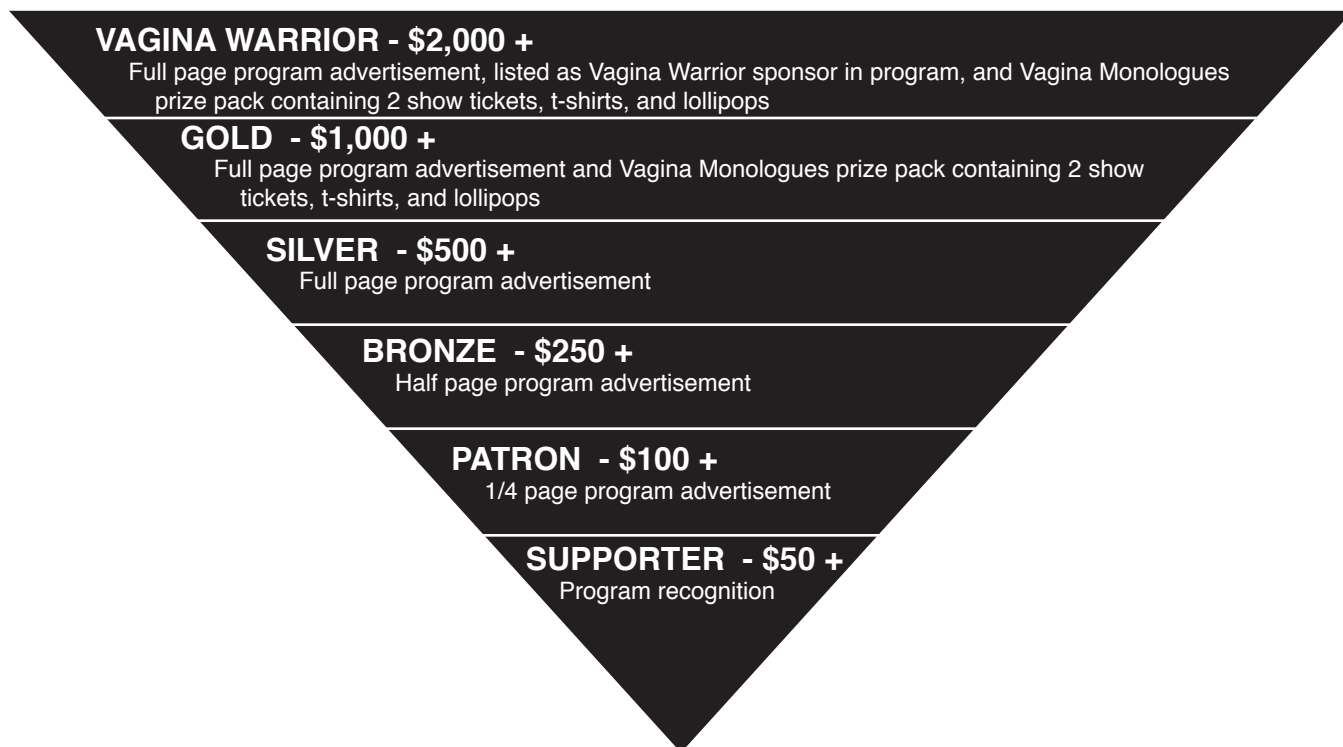 VAGINA WARRIOR - $2,000 +
Full page program advertisement, listed as Vagina Warrior sponsor in program, and Vagina Monologues
prize pack containing 2 show tickets, t-shirts, and lollipops
GOLD - $1,000 +
Full page program advertisement and Vagina Monologues prize pack containing 2 show
tickets, t-shirts, and lollipops
SILVER - $500 +
Full page program advertisement
BRONZE - $250 +
Half page program advertisement
PATRON - $100 +
1/4 page program advertisement
SUPPORTER - $50 +
Program recognition